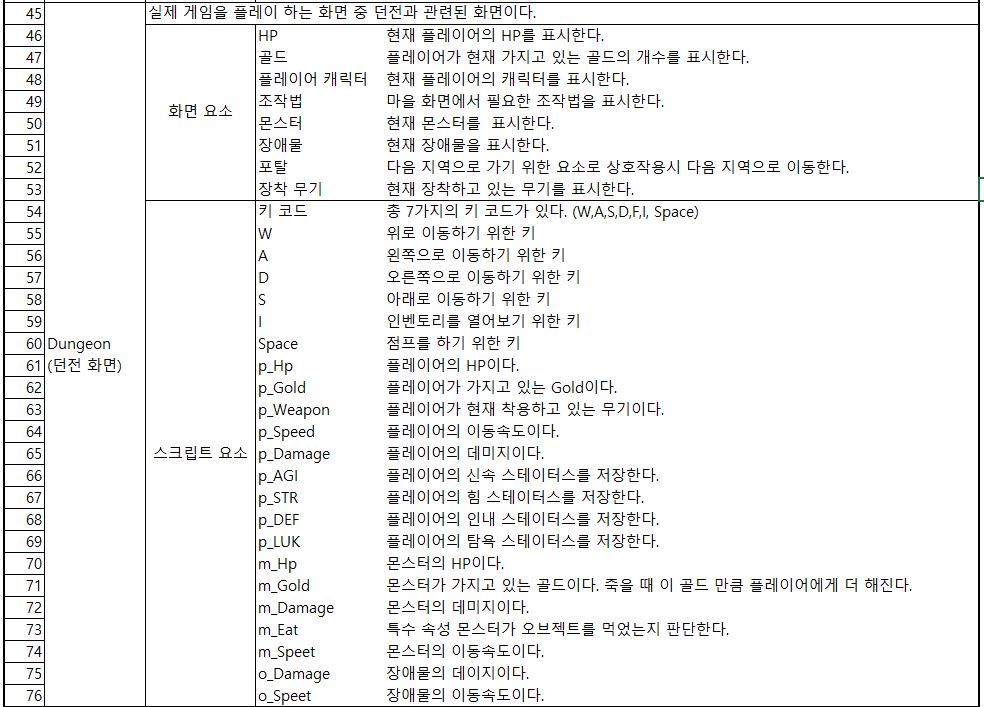 45 실제 게임을 플레이 하는 화면 중 던전과 관련된 화면이다.
46 HP 현재 플레이어의 HP를 표시한다.
47 골드 플레이어가 현재 가지고 있는 골드의 개수를 표시한다.
48 플레이어 캐릭터 현재 플레이어의 캐릭터를 표시한다.
49 조작법 마을 화면에서 필요한 조작법을 표시한다.
화면 요소
50 몬스터 현재 몬스터를  표시한다.
51 장애물 현재 장애물을 표시한다.
52 포탈 다음 지역으로 가기 위한 요소로 상호작용시 다음 지역으로 이동한다.
53 장착 무기 현재 장착하고 있는 무기를 표시한다.
54 키 코드 총 7가지의 키 코드가 있다. (W,A,S,D,F,I, Space)
55 W 위로 이동하기 위한 키
56 A 왼쪽으로 이동하기 위한 키
57 D 오른쪽으로 이동하기 위한 키
58 S 아래로 이동하기 위한 키
59 I 인벤토리를 열어보기 위한 키
60 Dungeon Space 점프를 하기 위한 키
61 (던전 화면) p_Hp 플레이어의 HP이다.
62 p_Gold 플레이어가 가지고 있는 Gold이다.
63 p_Weapon 플레이어가 현재 착용하고 있는 무기이다.
64 p_Speed 플레이어의 이동속도이다.
65 스크립트 요소 p_Damage 플레이어의 데미지이다.
66 p_AGI 플레이어의 신속 스테이터스를 저장한다.
67 p_STR 플레이어의 힘 스테이터스를 저장한다.
68 p_DEF 플레이어의 인내 스테이터스를 저장한다.
69 p_LUK 플레이어의 탐욕 스테이터스를 저장한다.
70 m_Hp 몬스터의 HP이다.
71 m_Gold 몬스터가 가지고 있는 골드이다. 죽을 때 이 골드 만큼 플레이어에게 더 해진다.
72 m_Damage 몬스터의 데미지이다.
73 m_Eat 특수 속성 몬스터가 오브젝트를 먹었는지 판단한다.
74 m_Speet 몬스터의 이동속도이다.
75 o_Damage 장애물의 데이지이다.
76 o_Speet 장애물의 이동속도이다.